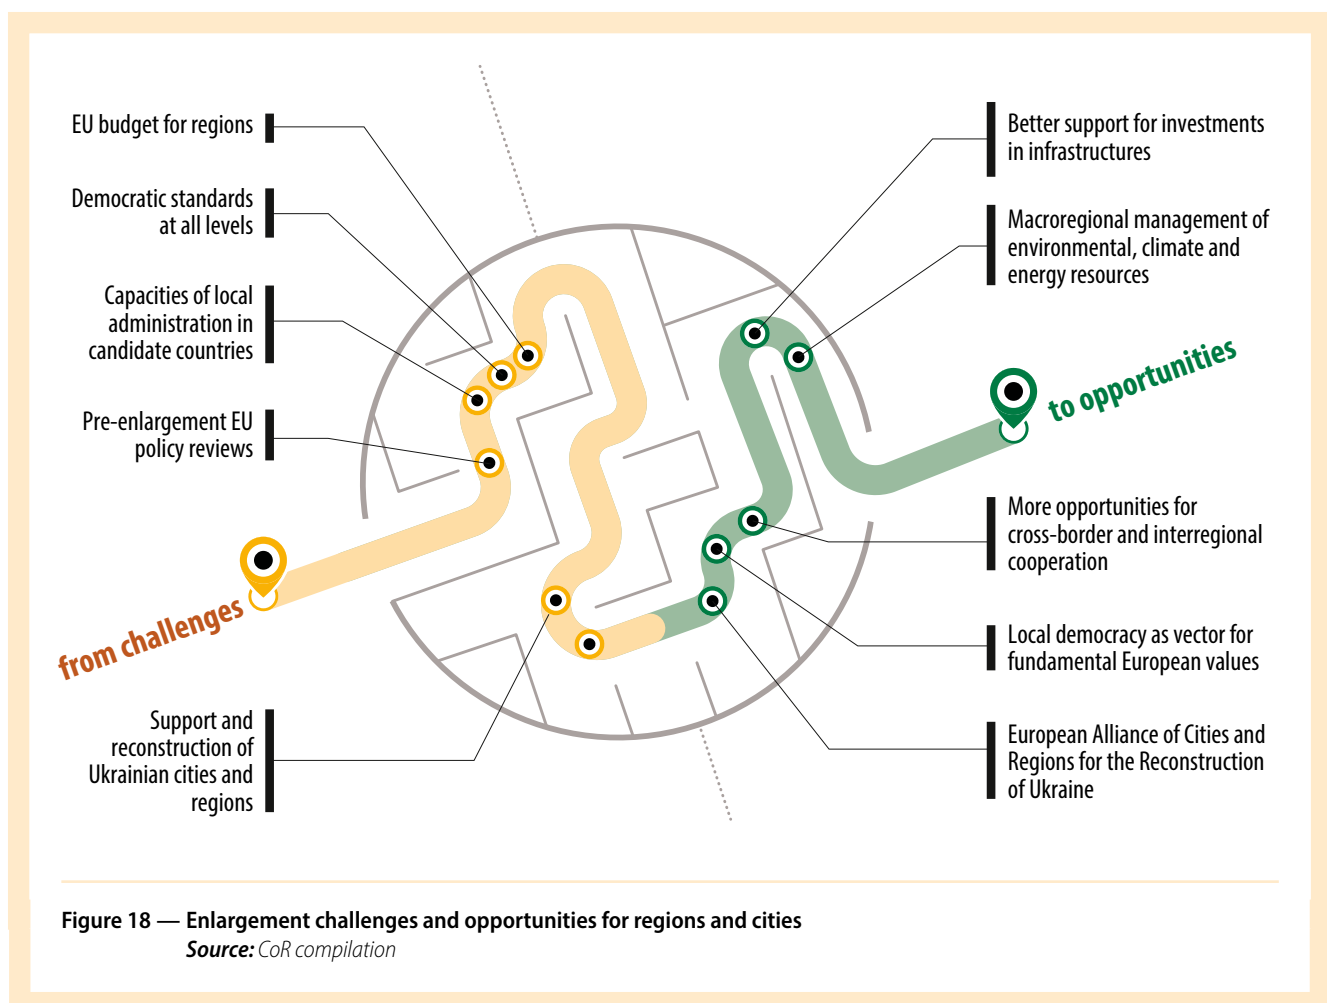 EU budget for regions
Democratic standards
at all levels
Capacities of local
administration in
candidate countries
Pre-enlargement EU
policy reviews
from challenges
Support and
reconstruction of
Ukrainian cities and
regions
Better support for investments
in infrastructures
Macroregional management of
environmental, climate and
energy resources
to opportunities
More opportunities for
cross-border and interregional
cooperation
Local democracy as vector for
fundamental European values
European Alliance of Cities and
Regions for the Reconstruction
of Ukraine
Figure 18 — Enlargement challenges and opportunities for regions and cities
Source: CoR compilation